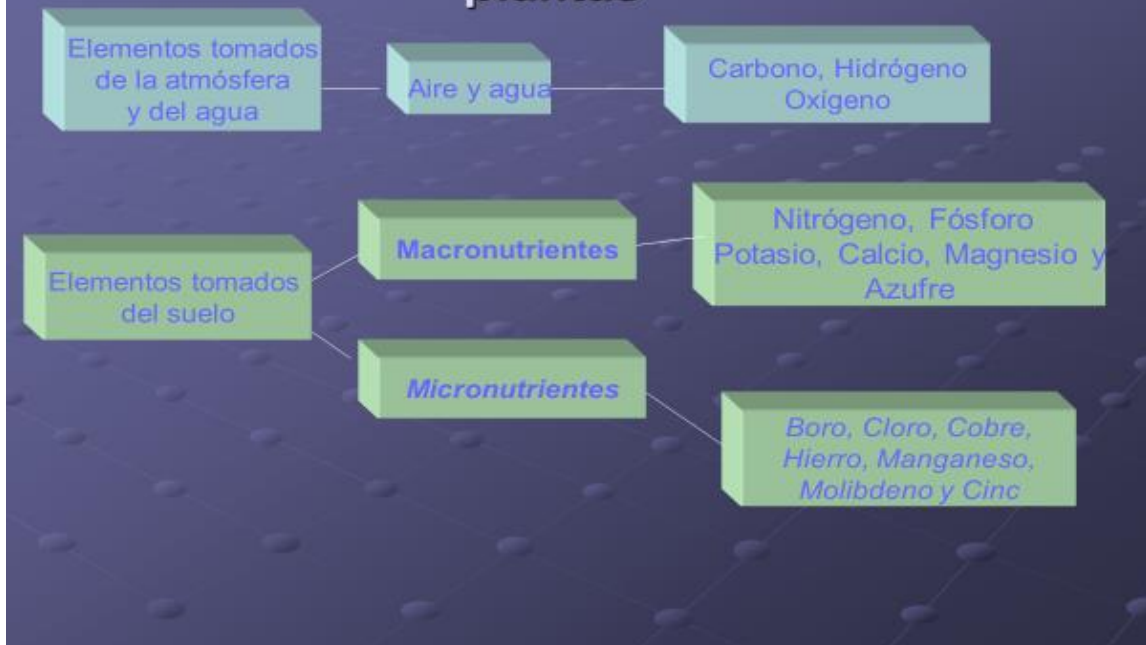 plantas
Elementos tomados
de la atmósfera
y del agua
Aire y agua
Carbono, Hidrógeno
Oxígeno
Elementos tomados
del suelo
Macronutrientes
Nitrógeno, Fósforo
Potasio, Calcio, Magnesio y
Azufre
Micronutrientes
Boro, Cloro, Cobre,
Hierro, Manganeso,
Molibdeno y Cinc